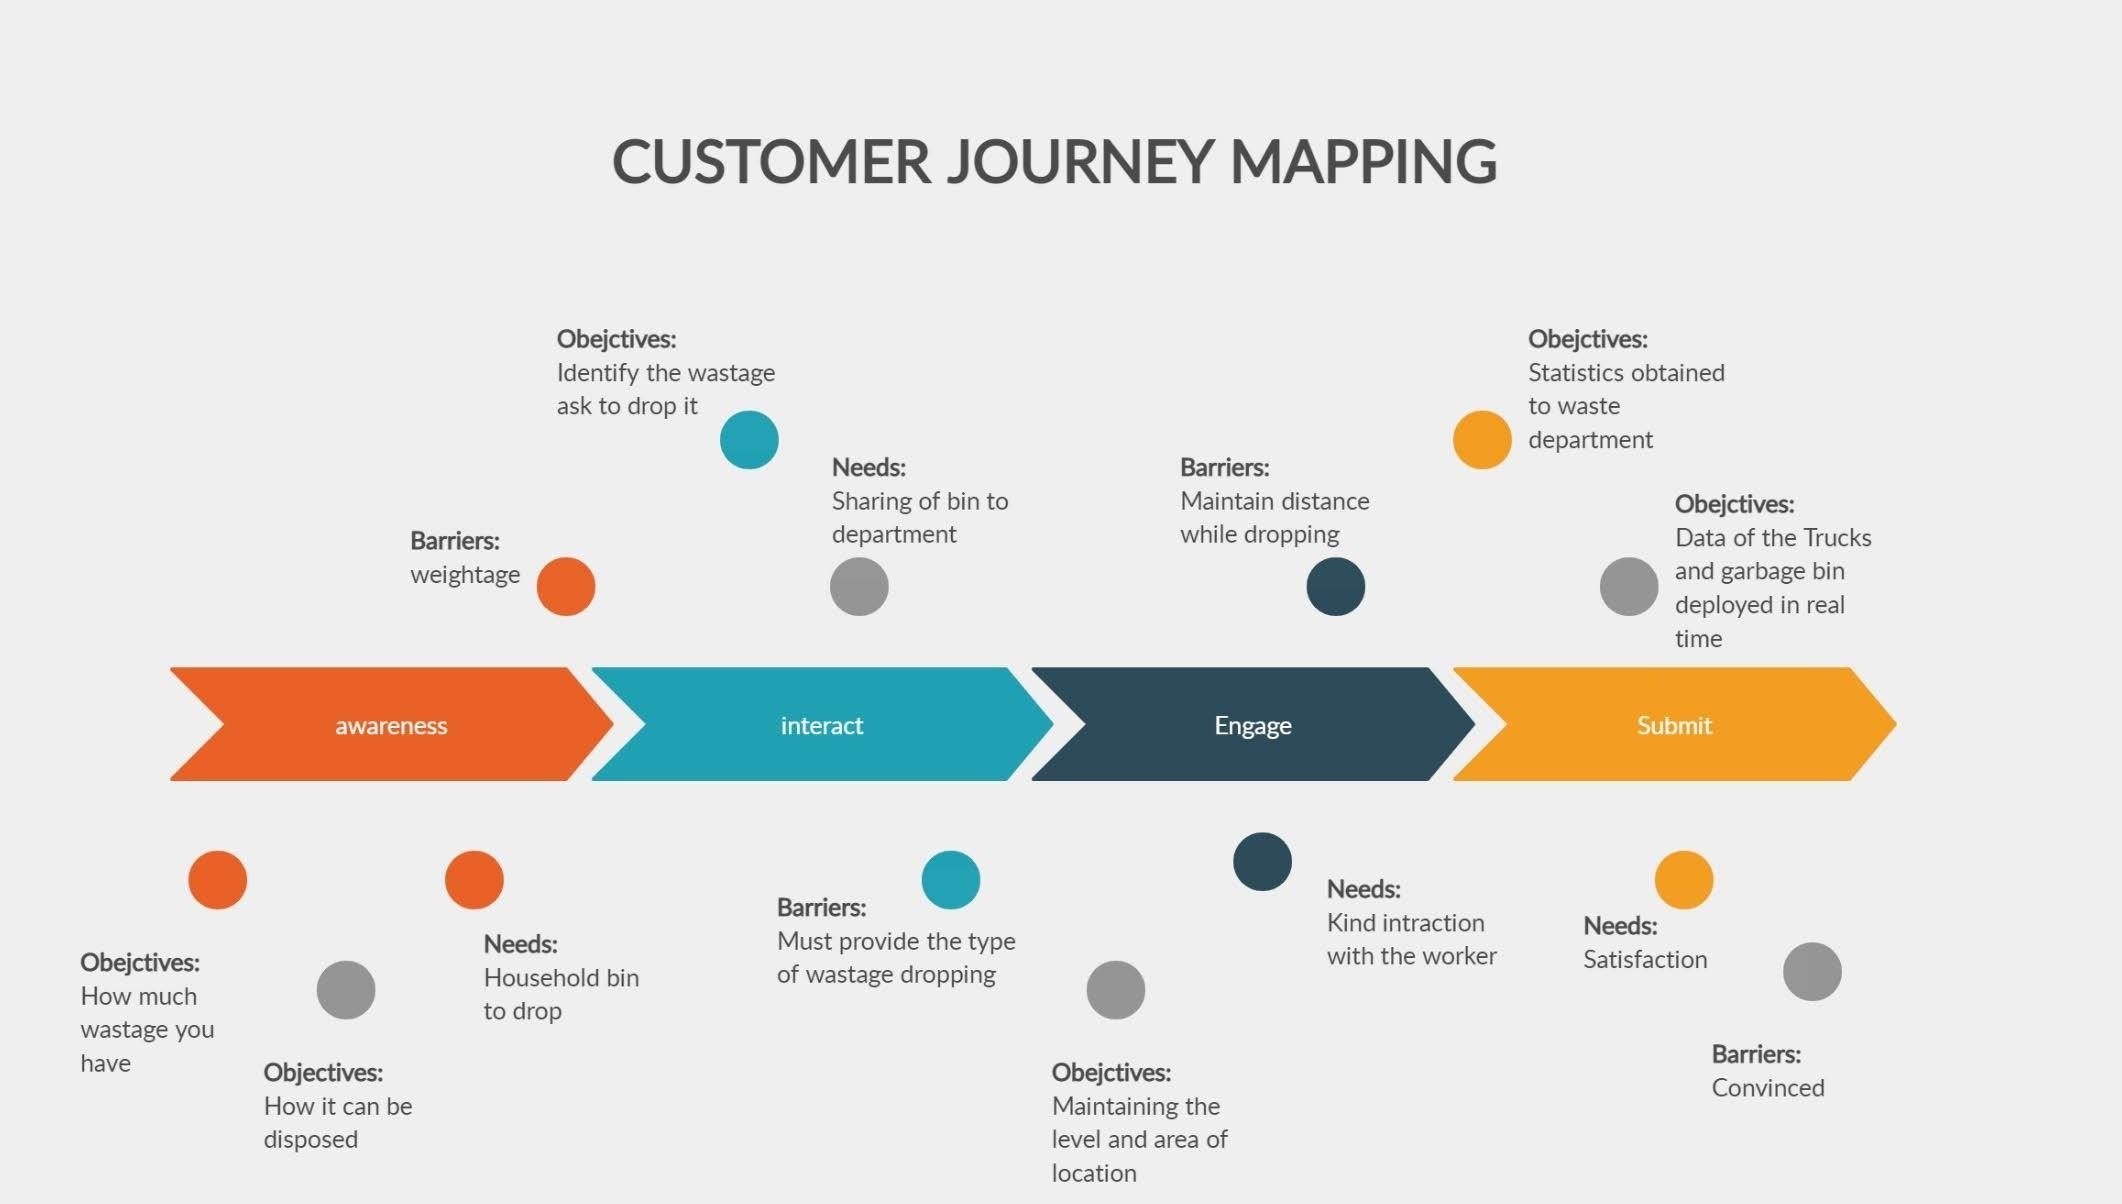 CUSTOMER JOURNEY MAPPING
Obejctives:
Identify the wastage
ask to drop it
Obejctives:
Statistics obtained
to waste
department
Needs:
Sharing of bin to
department
Barriers:
Maintain distance
while dropping
Obejctives:
Data of the Trucks
and garbage bin
deployed in real
time
Barriers:
weightage
awareness
interact
Engage
Submit
Obejctives:
How much
wastage you
have
Objectives:
How it can be
disposed
Needs:
Household bin
to drop
Barriers:
Must provide the type
of wastage dropping
Obejctives:
Maintaining the
level and area of
location
Needs:
Kind intraction
with the worker
Needs:
Satisfaction
Barriers:
Convinced